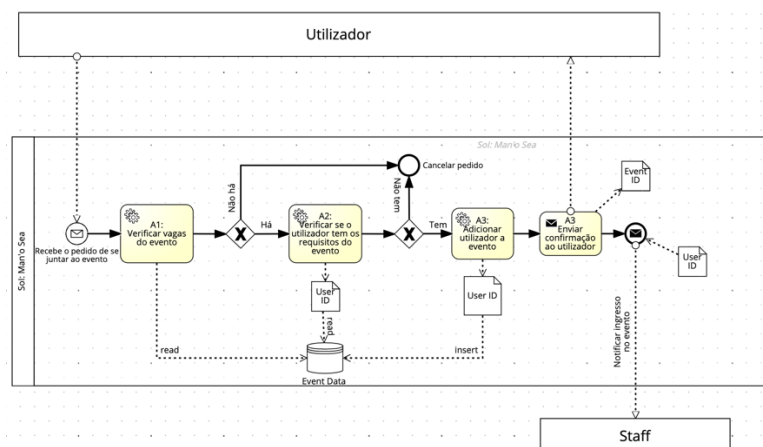 Utilizador
Sol: Man'o Sea
Sol: Man'o Sea
Recebe o pedido de se
juntar ao evento
A1:
Verificar vagas
do evento
Não há
Há
A2:
Verificar se o
utilizador tem os
requisitos do
evento
Cancelar pedido
Não tem
Tem
A3:
Adicionar
utilizador a
evento
A3
Enviar
confirmação
ao utilizador
Event
ID
User
ID
User
ID
User ID
read
read
insert
Event Data
Notificar ingresso
no evento
Staff